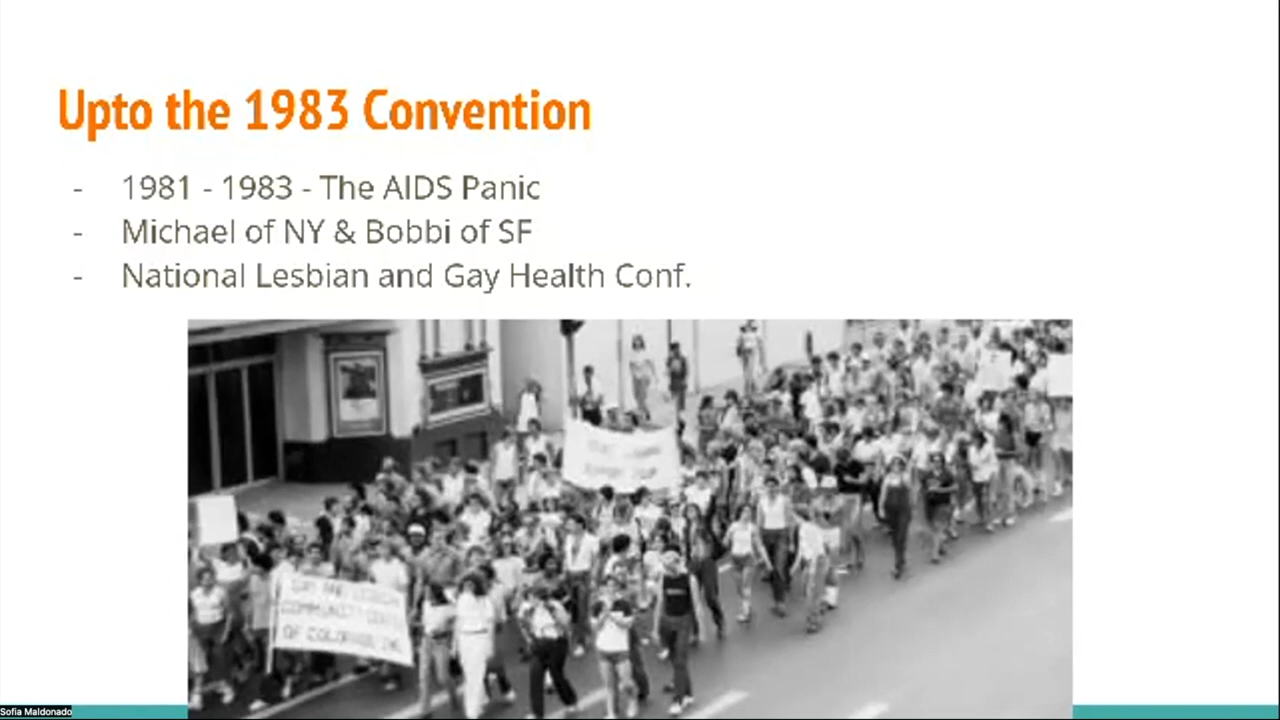 Upto the 1983 Convention
- 1981 - 1983 - The AIDS Panic
- Michael of NY & Bobbi of SF
- National Lesbian and Gay Health Conf.
GAY AND LESBIAN
COMMUNITY CENTER
OF COLORADO, INC.
Sofia Maldonado